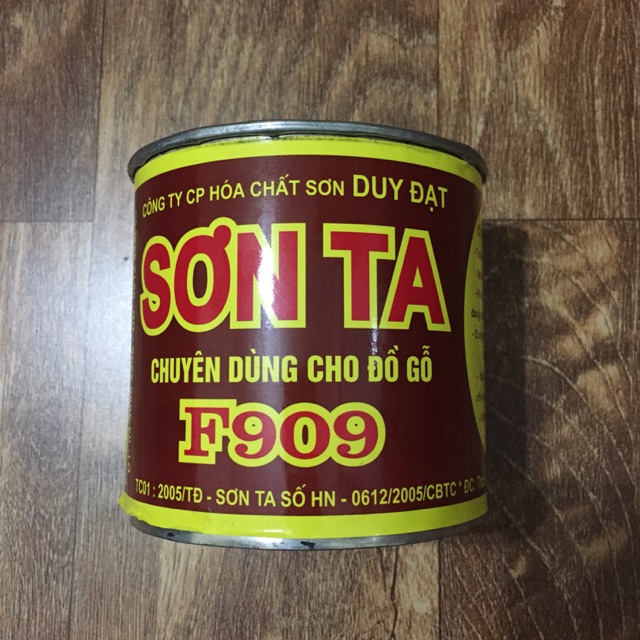 CÔNG TY CP HÓA CHẤT SƠN DUY ĐẠT
SƠN TA
CHUYÊN DÙNG CHO ĐỒ GỖ
F909
TC01 : 2005/TĐ - SƠN TA SỐ HN - 0612/2005/CBTC * ĐC: